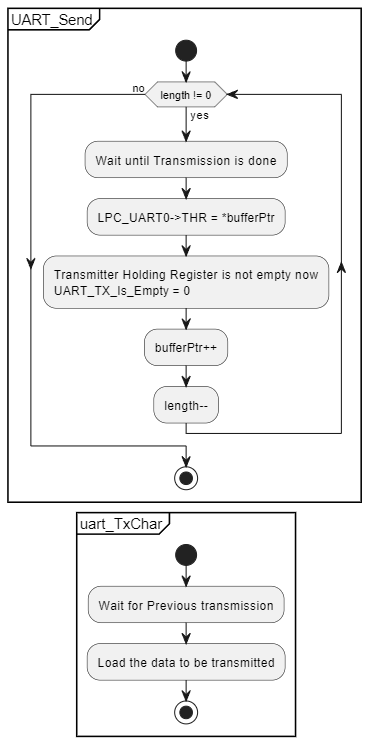 UART_Send
length != 0
no
yes
Wait until Transmission is done
LPC_UART0->THR = *bufferPtr
Transmitter Holding Register is not empty now
UART_TX_Is_Empty = 0
bufferPtr++
length--
uart_TxChar
Wait for Previous transmission
Load the data to be transmitted